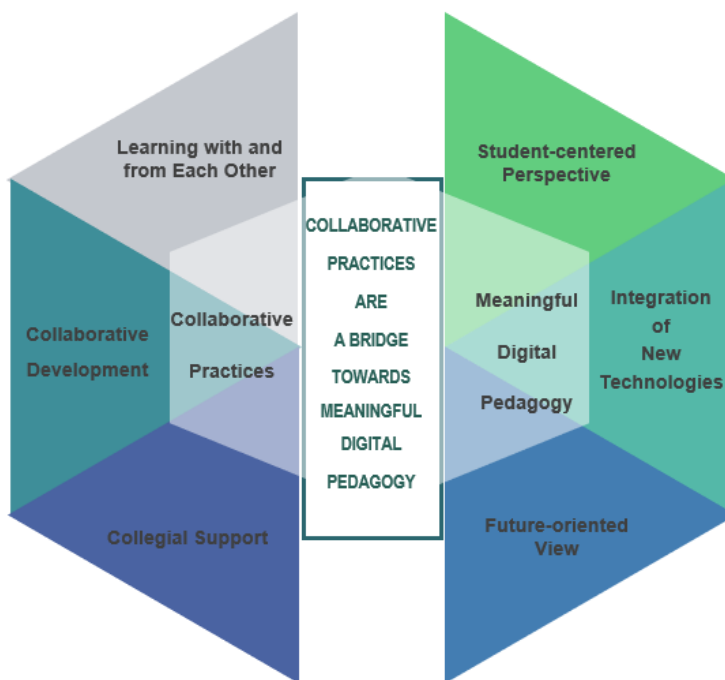 Learning with and
from Each Other
Collaborative
Development
Collaborative
Practices
Collegial Support
COLLABORATIVE
PRACTICES
ARE
A BRIDGE
TOWARDS
MEANINGFUL
DIGITAL
PEDAGOGY
Student-centered
Perspective
Meaningful
Digital
Pedagogy
Integration
of
New
Technologies
Future-oriented
View